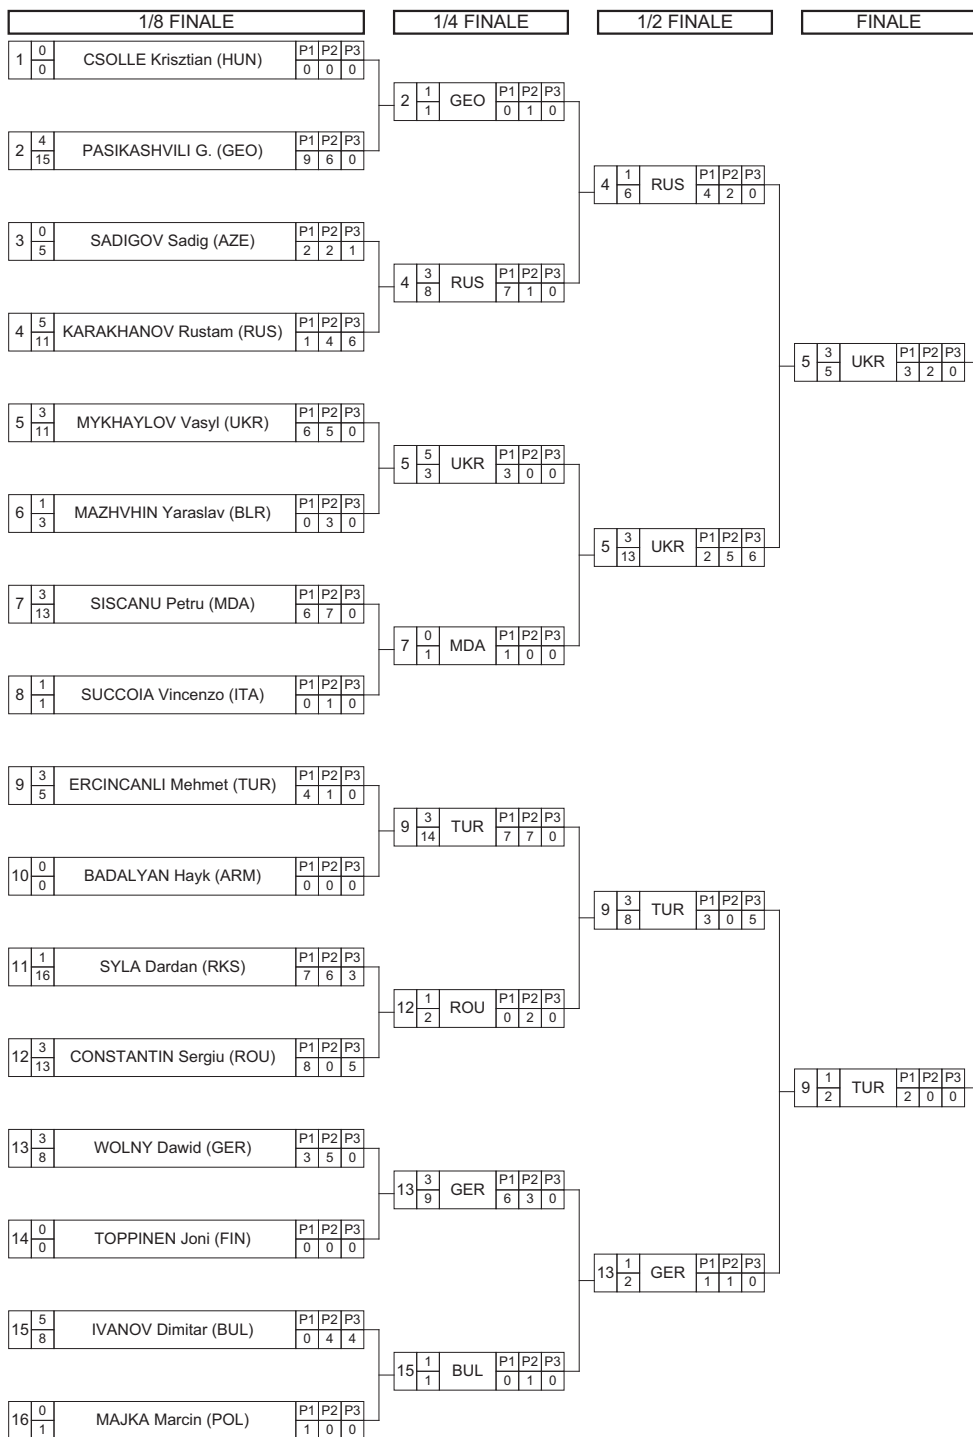 1/8 FINALE 1/4 FINALE 1/2 FINALE FINALE
1 0 0 CSOLLE Krisztian (HUN) P1 P2 P3 0 0 0
2 1 1 GEO P1 P2 P3 0 1 0
2 4 15 PASIKASHVILI G. (GEO) P1 P2 P3 9 6 0
4 1 6 RUS P1 P2 P3 4 2 0
3 0 5 SADIGOV Sadig (AZE) P1 P2 P3 2 2 1
4 3 8 RUS P1 P2 P3 7 1 0
4 5 11 KARAKHANOV Rustam (RUS) P1 P2 P3 1 4 6
5 3 5 UKR P1 P2 P3 3 2 0
5 3 11 MYKHAYLOV Vasyl (UKR) P1 P2 P3 6 5 0
5 5 3 UKR P1 P2 P3 3 0 0
6 1 3 MAZHVHIN Yaraslav (BLR) P1 P2 P3 0 3 0
5 3 13 UKR P1 P2 P3 2 5 6
7 3 13 SISCANU Petru (MDA) P1 P2 P3 6 7 0
7 0 1 MDA P1 P2 P3 1 0 0
8 1 1 SUCCOIA Vincenzo (ITA) P1 P2 P3 0 1 0
9 3 5 ERCINCANLI Mehmet (TUR) P1 P2 P3 4 1 0
9 3 14 TUR P1 P2 P3 7 7 0
10 0 0 BADALYAN Hayk (ARM) P1 P2 P3 0 0 0
9 3 8 TUR P1 P2 P3 3 0 5
11 1 16 SYLA Dardan (RKS) P1 P2 P3 7 6 3
12 1 2 ROU P1 P2 P3 0 2 0
12 3 13 CONSTANTIN Sergiu (ROU) P1 P2 P3 8 0 5
9 1 2 TUR P1 P2 P3 2 0 0
13 3 8 WOLNY Dawid (GER) P1 P2 P3 3 5 0
13 3 9 GER P1 P2 P3 6 3 0
14 0 0 TOPPINEN Joni (FIN) P1 P2 P3 0 0 0
13 1 2 GER P1 P2 P3 1 1 0
15 5 8 IVANOV Dimitar (BUL) P1 P2 P3 0 4 4
15 1 1 BUL P1 P2 P3 0 1 0
16 0 1 MAJKA Marcin (POL) P1 P2 P3 1 0 0